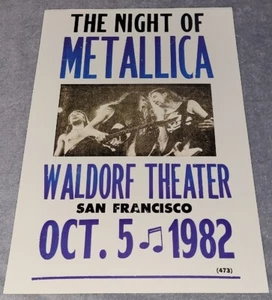 THE NIGHT OF
METALLICA
WALDORF THEATER
SAN FRANCISCO
OCT. 5 ♫ 1982
(473)